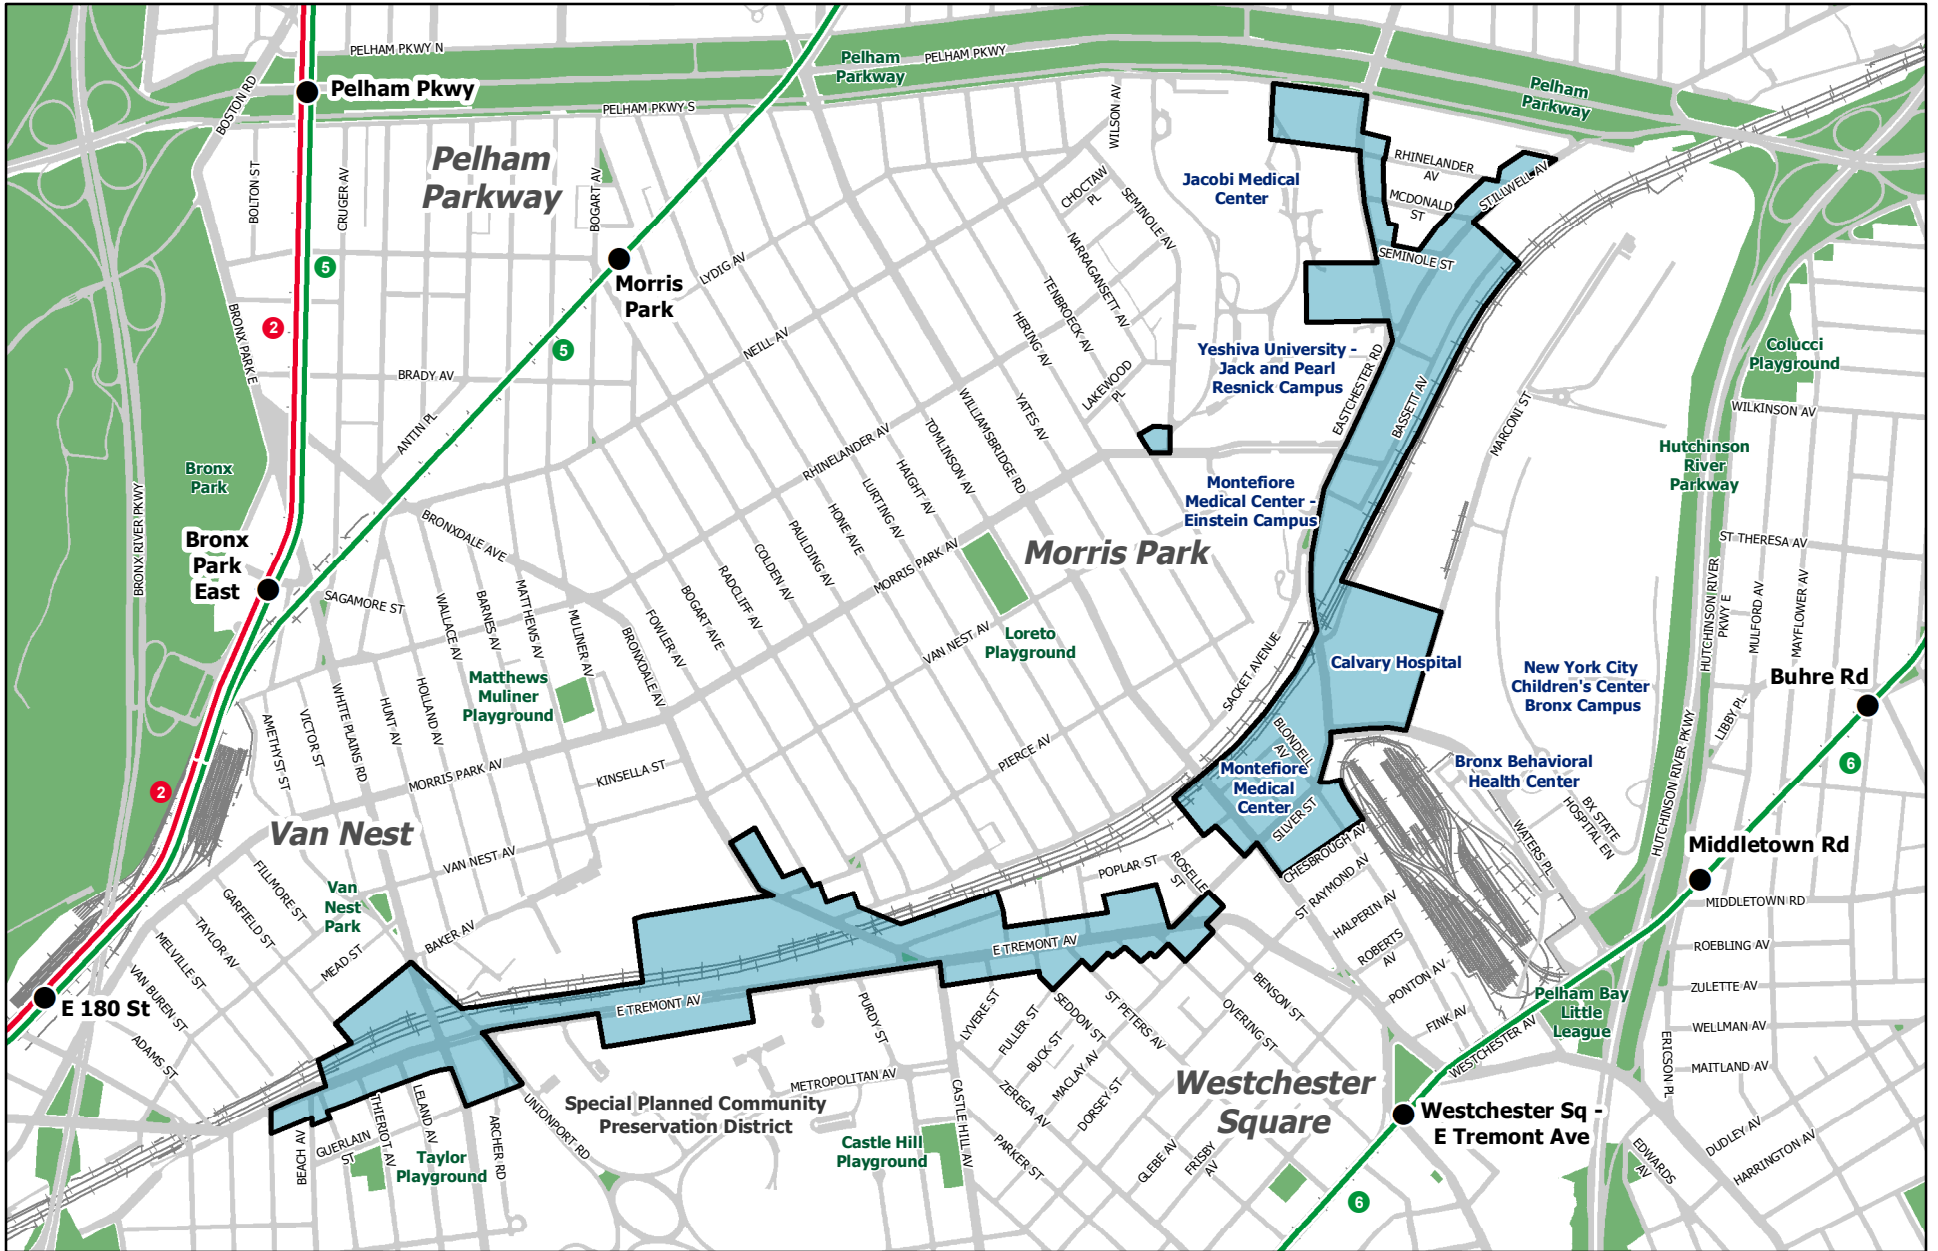 PELHAM PKWY N
Pelham
Parkway
PELHAM PKWY
Pelham
Parkway
BOSTON RD
Pelham Pkwy
PELHAM PKWY S
WILSON AV
Pelham
Parkway
BOLTON ST
CRUGER AV
BOGART AV
CHOCTAW
PL
SEMINOLE AV
Jacobi Medical
Center
RHINELANDER
AV
MCDONALD
ST
STILLWELL AV
SEMINOLE ST
5
Morris
Park
LYDIG AV
NARRAGANSETT AV
TENBROECK AV
HERING AV
BRONX PARK E
2
5
NEILL AV
BRADY AV
ANTIN PL
LAKEWOOD
PL
Yeshiva University -
Jack and Pearl
Resnick Campus
EASTCHESTER RD
BASSETT AV
MARCONI ST
Colucci
Playground
WILKINSON AV
Hutchinson
River
Parkway
Bronx
Park
BRONX RIVER PKWY
RHINELANDER AV
WILLIAMSBRIDGE RD
YATES AV
TOMLINSON AV
HAIGHT AV
LURTING AV
HONE AVE
PAULDING AV
COLDEN AV
RADCLIFF AV
BOGART AVE
FOWLER AV
BRONXDALE AV
BRONXDALE AVE
MORRIS PARK AV
Montefiore
Medical Center -
Einstein Campus
Morris Park
ST THERESA AV
Bronx
Park
East
SAGAMORE ST
WALLACE AV
BARNES AV
MATTHEWS AV
MULINER AV
Loreto
Playground
VAN NEST AV
SACKET AVENUE
HUTCHINSON RIVER
PKWY E
MULFORD AV
MAYFLOWER AV
Calvary Hospital
New York City
Children's Center
Bronx Campus
Buhre Rd
Matthews
Muliner
Playground
AMETHYST ST
VICTOR ST
WHITE PLAINS RD
HUNT AV
HOLLAND AV
MORRIS PARK AV
KINSELLA ST
PIERCE AV
BLONDELL
AV
Montefiore
Medical
Center
SILVER ST
Bronx Behavioral
Health Center
LIBBY PL
HUTCHINSON RIVER PKWY
HUTCHINSON RIVER PKWY
6
2
Van Nest
VAN NEST AV
POPLAR ST
ROSELLE
ST
CHESBROUGH AV
ST RAYMOND AV
HALPERIN AV
ROBERTS
AV
PONTON AV
FINK AV
WATERS PL
BX STATE
HOSPITAL EN
Middletown Rd
MIDDLETOWN RD
ROEBLING AV
ZULETTE AV
WELLMAN AV
MAITLAND AV
FILLMORE ST
GARFIELD ST
TAYLOR AV
MELVILLE ST
VAN BUREN ST
ADAMS ST
Van
Nest
Park
MEAD ST
BAKER AV
E 180 St
E TREMONT AV
E TREMONT AV
PURDY ST
LYVERE ST
FULLER ST
BUCK ST
SEDDON ST
ST PETERS AV
MACLAY AV
ZEREGA AV
DORSEY ST
PARKER ST
GLEBE AV
FRISBY
AV
OVERING ST
BENSON ST
Pelham Bay
Little
League
WESTCHESTER AV
ERICSON PL
METROPOLITAN AV
CASTLE HILL AV
Special Planned Community
Preservation District
Castle Hill
Playground
Westchester
Square
Westchester Sq -
E Tremont Ave
BEACH AV
GUERLAIN
ST
THIERIOT AV
LELAND AV
Taylor
Playground
ARCHER RD
UNIONPORT RD
EDWARDS
AV
DUDLEY AV
HARRINGTON AV
6